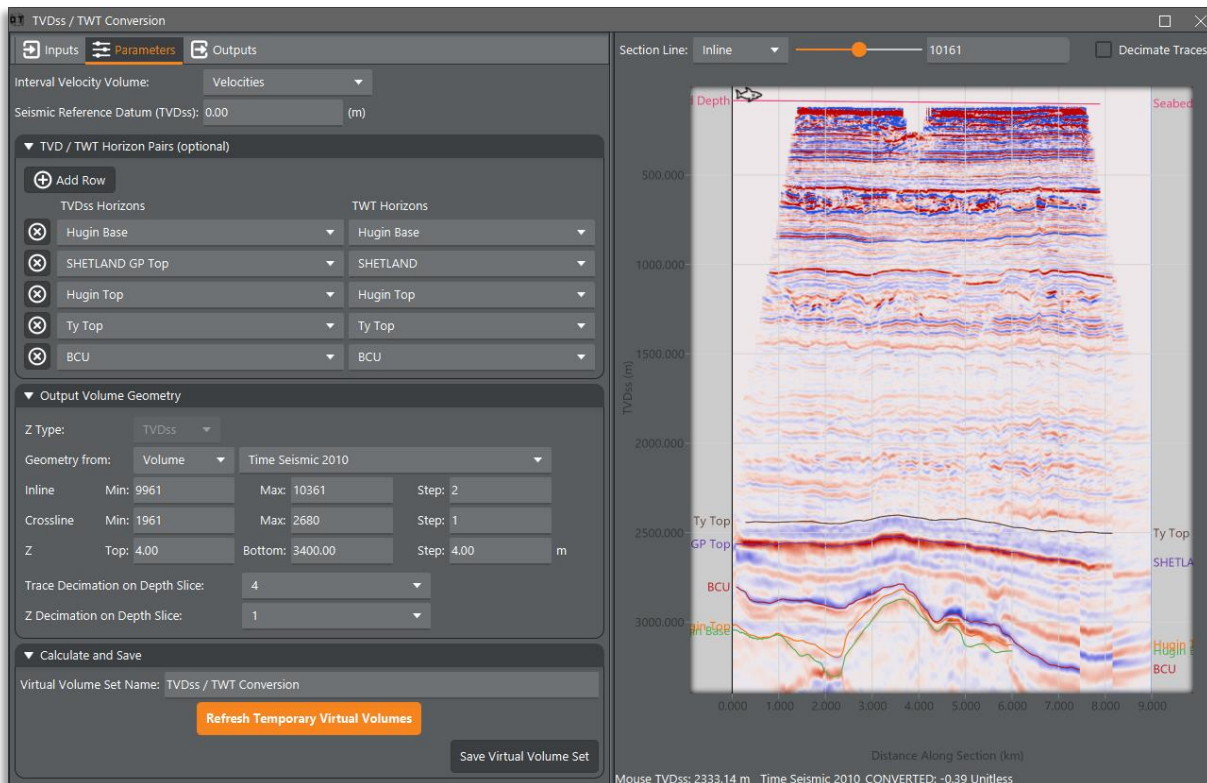 TVDss / TWT Conversion
Inputs Parameters Outputs
Interval Velocity Volume: Velocities
Seismic Reference Datum (TVDss): 0.00 (m)
TVD / TWT Horizon Pairs (optional)
Add Row
TVDss Horizons TWT Horizons
Hugin Base Hugin Base
SHETLAND GP Top SHETLAND
Hugin Top Hugin Top
Ty Top Ty Top
BCU BCU
Output Volume Geometry
Z Type: TVDss
Geometry from: Volume Time Seismic 2010
Inline Min: 9961 Max: 10361 Step: 2
Crossline Min: 1961 Max: 2680 Step: 1
Z Top: 4.00 Bottom: 3400.00 Step: 4.00 m
Trace Decimation on Depth Slice: 4
Z Decimation on Depth Slice: 1
Calculate and Save
Virtual Volume Set Name: TVDss / TWT Conversion
Refresh Temporary Virtual Volumes
Save Virtual Volume Set
Section Line: Inline 10161 Decimate Traces
d Depth Seabed
500.000
1000.000
1500.000
TVDss (m)
2000.000
Ty Top Ty Top
2500.000
GP Top SHETLA
BCU
3000.000
gin Top Hugin T
gin Base Hugin B
BCU
0.000 1.000 2.000 3.000 4.000 5.000 6.000 7.000 8.000 9.000
Distance Along Section (km)
Mouse TVDss: 2333.14 m Time Seismic 2010 CONVERTED: -0.39 Unitless